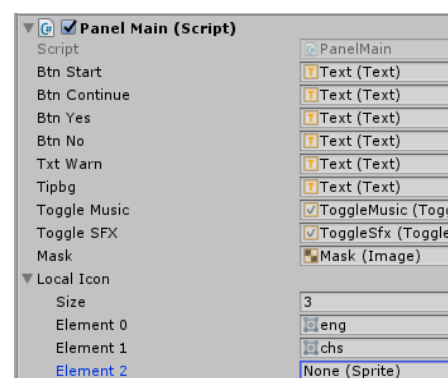 Panel Main (Script)
Script PanelMain
Btn Start Text (Text)
Btn Continue Text (Text)
Btn Yes Text (Text)
Btn No Text (Text)
Txt Warn Text (Text)
Tipbg Text (Text)
Toggle Music ToggleMusic (Togg
Toggle SFX ToggleSfx (Toggle
Mask Mask (Image)
Local Icon
Size 3
Element 0 eng
Element 1 chs
Element 2 None (Sprite)